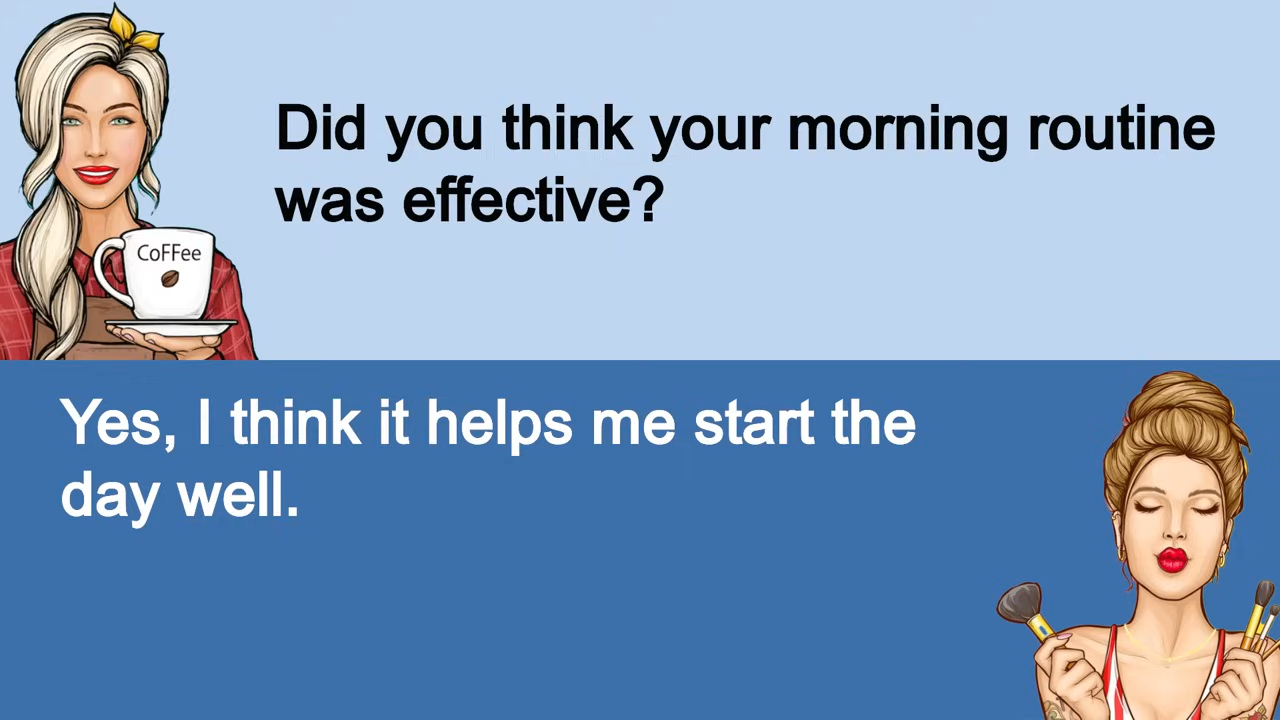 Did you think your morning routine
was effective?
CoFFee
Yes, I think it helps me start the
day well.